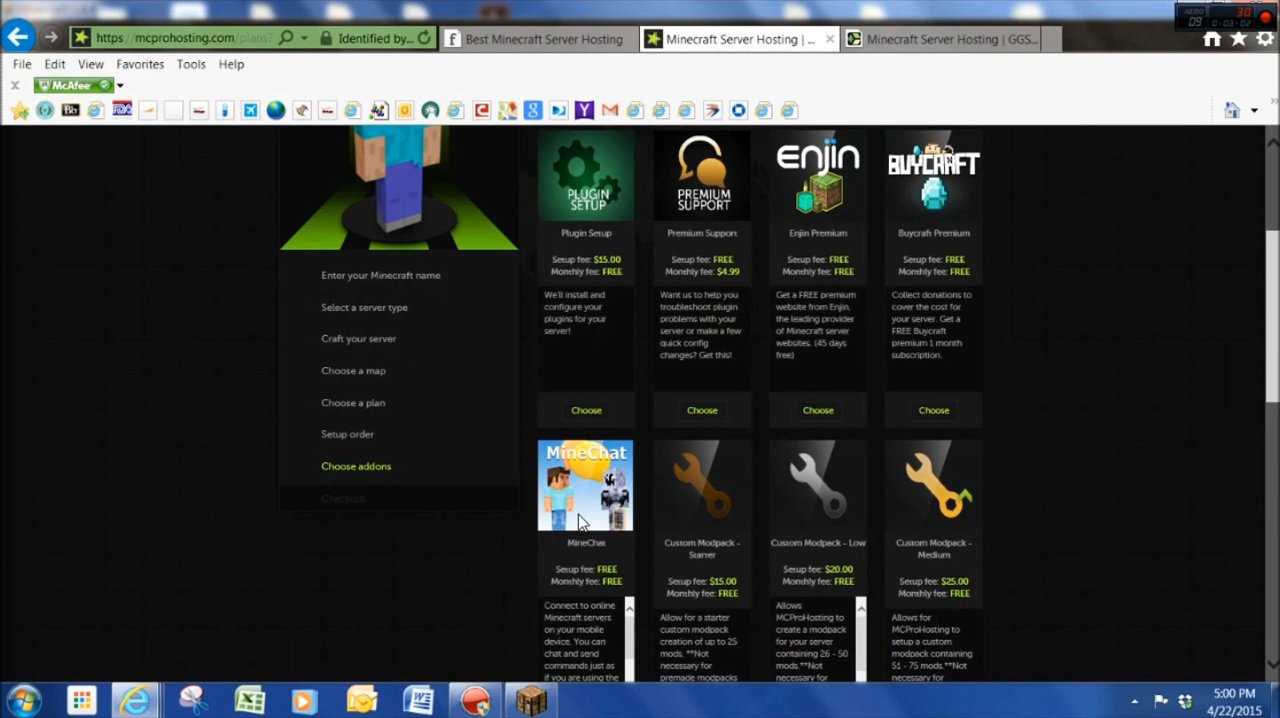 AERO
09
30
0-03-02
https://mcprohosting.com/plans?
Identified by...
Best Minecraft Server Hosting
Minecraft Server Hosting | ...
Minecraft Server Hosting | GGS...
File Edit View Favorites Tools Help
x McAfee
Bb
PLUGIN
SETUP
PREMIUM
SUPPORT
enjin
BUYCRAFT
Plugin Setup
Premium Support
Enjin Premium
Buycraft Premium
Setup fee: $15.00
Monthly fee: FREE
Setup fee: FREE
Monthly fee: $4.99
Setup fee: FREE
Monthly fee: FREE
Setup fee: FREE
Monthly fee: FREE
We'll install and
configure your
plugins for your
server!
Want us to help you
troubleshoot plugin
problems with your
server or make a few
quick config
changes? Get this!
Get a FREE premium
website from Enjin,
the leading provider
of Minecraft server
websites. (45 days
free)
Collect donations to
cover the cost for
your server. Get a
FREE Buycraft
premium 1 month
subscription.
Choose
Choose
Choose
Choose
Enter your Minecraft name
Select a server type
Craft your server
Choose a map
Choose a plan
Setup order
Choose addons
Checkout
MineChat
MineChat
Custom Modpack -
Starter
Custom Modpack - Low
Custom Modpack -
Medium
Setup fee: FREE
Monthly fee: FREE
Setup fee: $15.00
Monthly fee: FREE
Setup fee: $20.00
Monthly fee: FREE
Setup fee: $25.00
Monthly fee: FREE
Connect to online
Minecraft servers
on your mobile
device. You can
chat and send
commands just as
if you are using the
Allow for a starter
custom modpack
creation of up to 25
mods. **Not
necessary for
premade modpacks
Allows
MCProHosting to
create a modpack
for your server
containing 26 - 50
mods.**Not
necessary for
Allows for
MCProHosting to
setup a custom
modpack containing
51 - 75 mods.**Not
necessary for
5:00 PM
4/22/2015